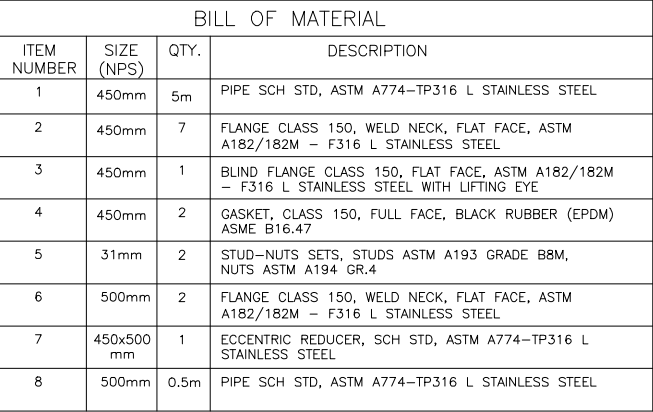 BILL OF MATERIAL
ITEM NUMBER SIZE (NPS) QTY. DESCRIPTION
1 450mm 5m PIPE SCH STD, ASTM A774-TP316 L STAINLESS STEEL
2 450mm 7 FLANGE CLASS 150, WELD NECK, FLAT FACE, ASTM
A182/182M - F316 L STAINLESS STEEL
3 450mm 1 BLIND FLANGE CLASS 150, FLAT FACE, ASTM A182/182M
- F316 L STAINLESS STEEL WITH LIFTING EYE
4 450mm 2 GASKET, CLASS 150, FULL FACE, BLACK RUBBER (EPDM)
ASME B16.47
5 31mm 2 STUD-NUTS SETS, STUDS ASTM A193 GRADE B8M,
NUTS ASTM A194 GR.4
6 500mm 2 FLANGE CLASS 150, WELD NECK, FLAT FACE, ASTM
A182/182M - F316 L STAINLESS STEEL
7 450x500 mm 1 ECCENTRIC REDUCER, SCH STD, ASTM A774-TP316 L
STAINLESS STEEL
8 500mm 0.5m PIPE SCH STD, ASTM A774-TP316 L STAINLESS STEEL